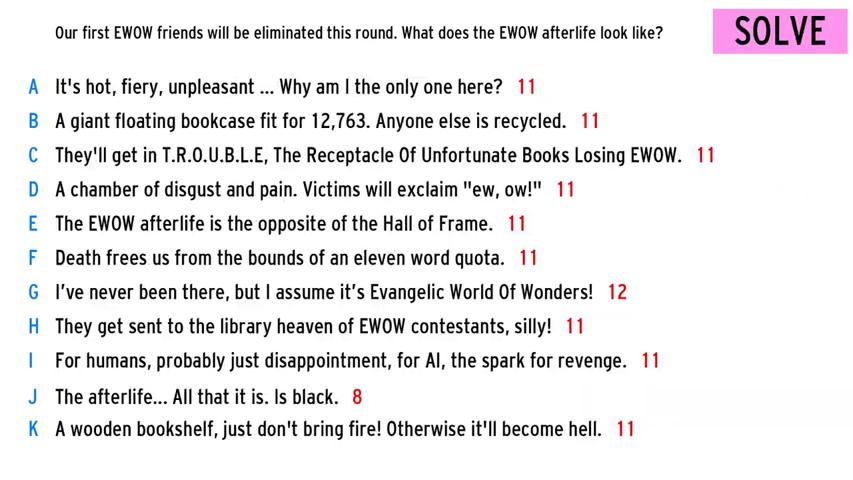 Our first EWOW friends will be eliminated this round. What does the EWOW afterlife look like?
SOLVE
A It's hot, fiery, unpleasant ... Why am I the only one here? 11
B A giant floating bookcase fit for 12,763. Anyone else is recycled. 11
C They'll get in T.R.O.U.B.L.E, The Receptacle Of Unfortunate Books Losing EWOW. 11
D A chamber of disgust and pain. Victims will exclaim "ew, ow!" 11
E The EWOW afterlife is the opposite of the Hall of Frame. 11
F Death frees us from the bounds of an eleven word quota. 11
G I’ve never been there, but I assume it’s Evangelic World Of Wonders! 12
H They get sent to the library heaven of EWOW contestants, silly! 11
I For humans, probably just disappointment, for AI, the spark for revenge. 11
J The afterlife... All that it is. Is black. 8
K A wooden bookshelf, just don't bring fire! Otherwise it'll become hell. 11